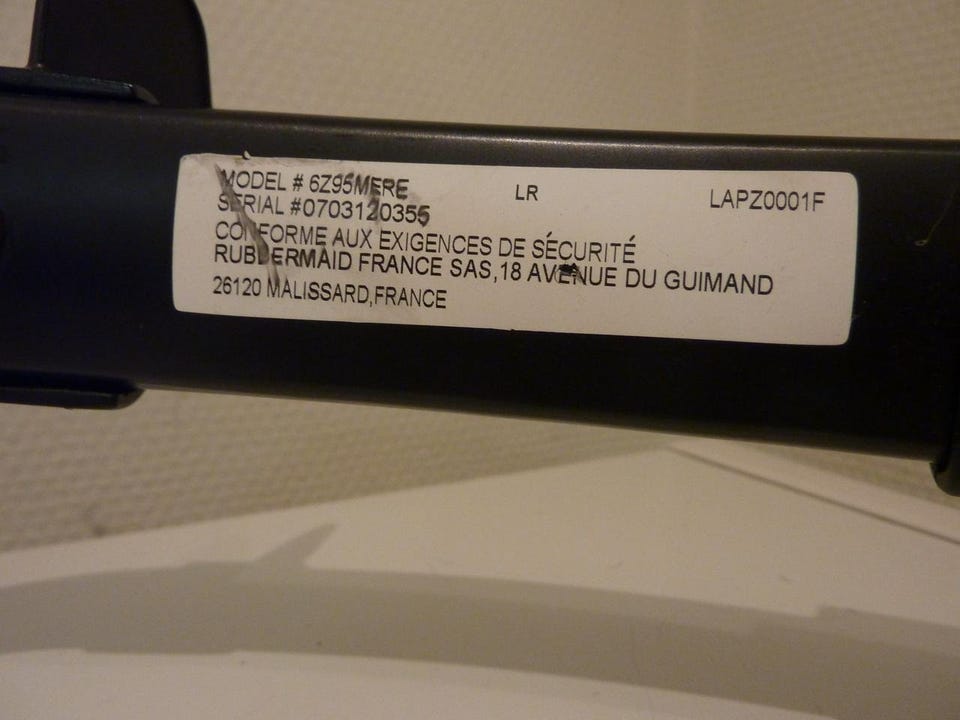 MODEL # 6Z95MERE LR LAPZ0001F
SERIAL #0703120355
CONFORME AUX EXIGENCES DE SÉCURITÉ
RUBBERMAID FRANCE SAS,18 AVENUE DU GUIMAND
26120 MALISSARD,FRANCE